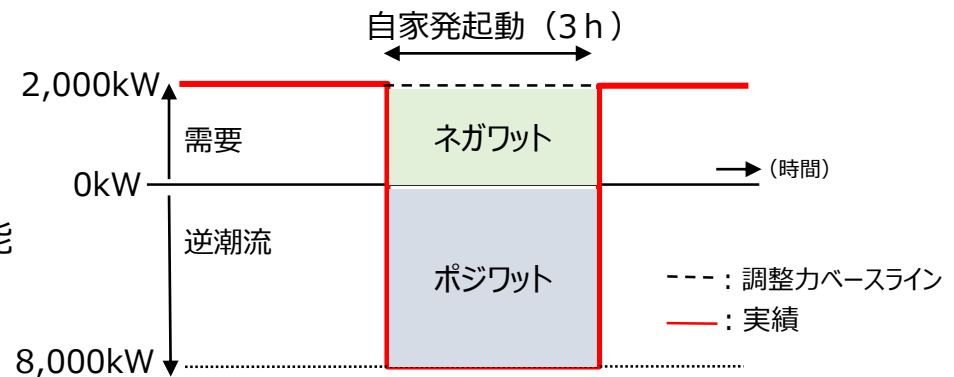 自家発起動（3ｈ）
2,000kW
需要
ネガワット
0kW
（時間）
能
逆潮流
ポジワット
：調整力ベースライン
：実績
8,000kW